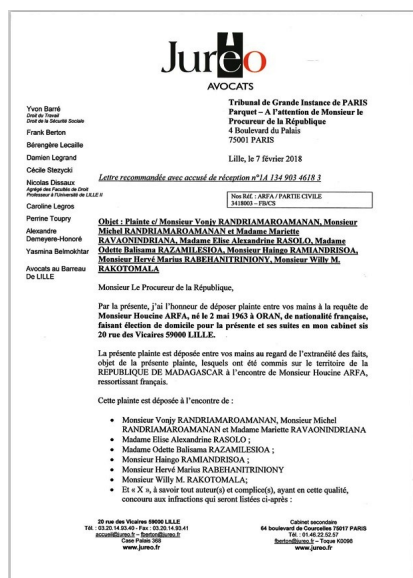 Jureo
AVOCATS
Yvon Barré
Droit du Travail
Droit de la Sécurité Sociale
Frank Berton
Bérengère Lecaille
Damien Legrand
Cécile Stezycki
Nicolas Dissaux
Agrégé des Facultés de Droit
Professeur à l'Université de LILLE II
Caroline Legros
Perrine Toupry
Alexandre
Demeyere-Honoré
Yasmina Belmokhtar
Avocats au Barreau
De LILLE
Tribunal de Grande Instance de PARIS
Parquet – A l'attention de Monsieur le
Procureur de la République
4 Boulevard du Palais
75001 PARIS
Lille, le 7 février 2018
Lettre recommandée avec accusé de réception n°1A 134 903 4618 3
Nos Réf. : ARFA / PARTIE CIVILE
3418003 – FB/CS
Objet : Plainte c/ Monsieur Vonjy RANDRIAMAROAMANAN, Monsieur
Michel RANDRIAMAROAMANAN et Madame Mariette
RAVAONINDRIANA, Madame Elise Alexandrine RASOLO, Madame
Odette Balisama RAZAMILESIOA, Monsieur Haingo RAMIANDRISOA,
Monsieur Hervé Marius RABEHANITRINIONY, Monsieur Willy M.
RAKOTOMALA
Monsieur Le Procureur de la République,
Par la présente, j'ai l'honneur de déposer plainte entre vos mains à la requête de
Monsieur Houcine ARFA, né le 2 mai 1963 à ORAN, de nationalité française,
faisant élection de domicile pour la présente et ses suites en mon cabinet sis
20 rue des Vicaires 59000 LILLE.
La présente plainte est déposée entre vos mains au regard de l'extranéité des faits,
objet de la présente plainte, lesquels ont été commis sur le territoire de la
REPUBLIQUE DE MADAGASCAR à l'encontre de Monsieur Houcine ARFA,
ressortissant français.
Cette plainte est déposée à l'encontre de :
• Monsieur Vonjy RANDRIAMAROAMANAN, Monsieur Michel
RANDRIAMAROAMANAN et Madame Mariette RAVAONINDRIANA
• Madame Elise Alexandrine RASOLO ;
• Madame Odette Balisama RAZAMILESIOA ;
• Monsieur Haingo RAMIANDRISOA ;
• Monsieur Hervé Marius RABEHANITRINIONY
• Monsieur Willy M. RAKOTOMALA;
• Et « X », à savoir tout auteur(s) et complice(s), ayant en cette qualité,
concouru aux infractions qui seront listées ci-après :
20 rue des Vicaires 59000 LILLE
Tél. : 03.20.14.93.40 - Fax : 03.20.14.93.41
accueil@jureo.fr – fberton@jureo.fr
Case Palais 368
www.jureo.fr
Cabinet secondaire
64 boulevard de Courcelles 75017 PARIS
Tél. : 01.46.22.52.57
fberton@jureo.fr – Toque K0098
www.jureo.fr